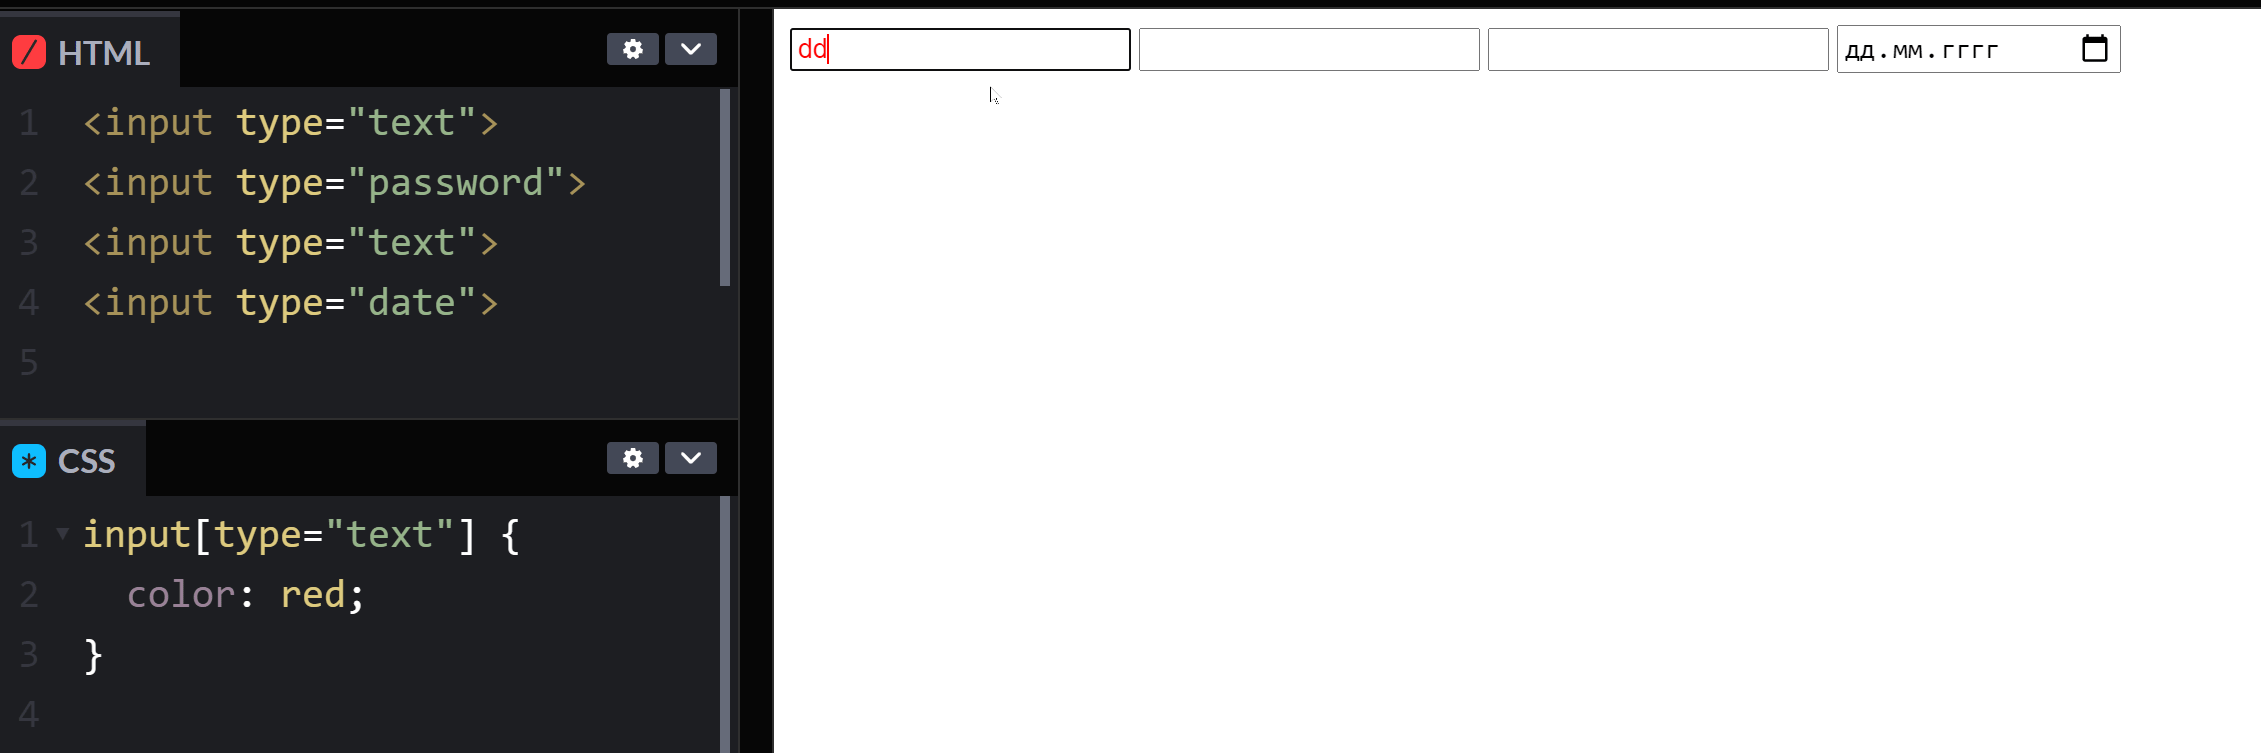 HTML
1 <input type="text">
2 <input type="password">
3 <input type="text">
4 <input type="date">
5
CSS
1 input[type="text"] {
2 color: red;
3 }
4
dd
дд.мм.гггг